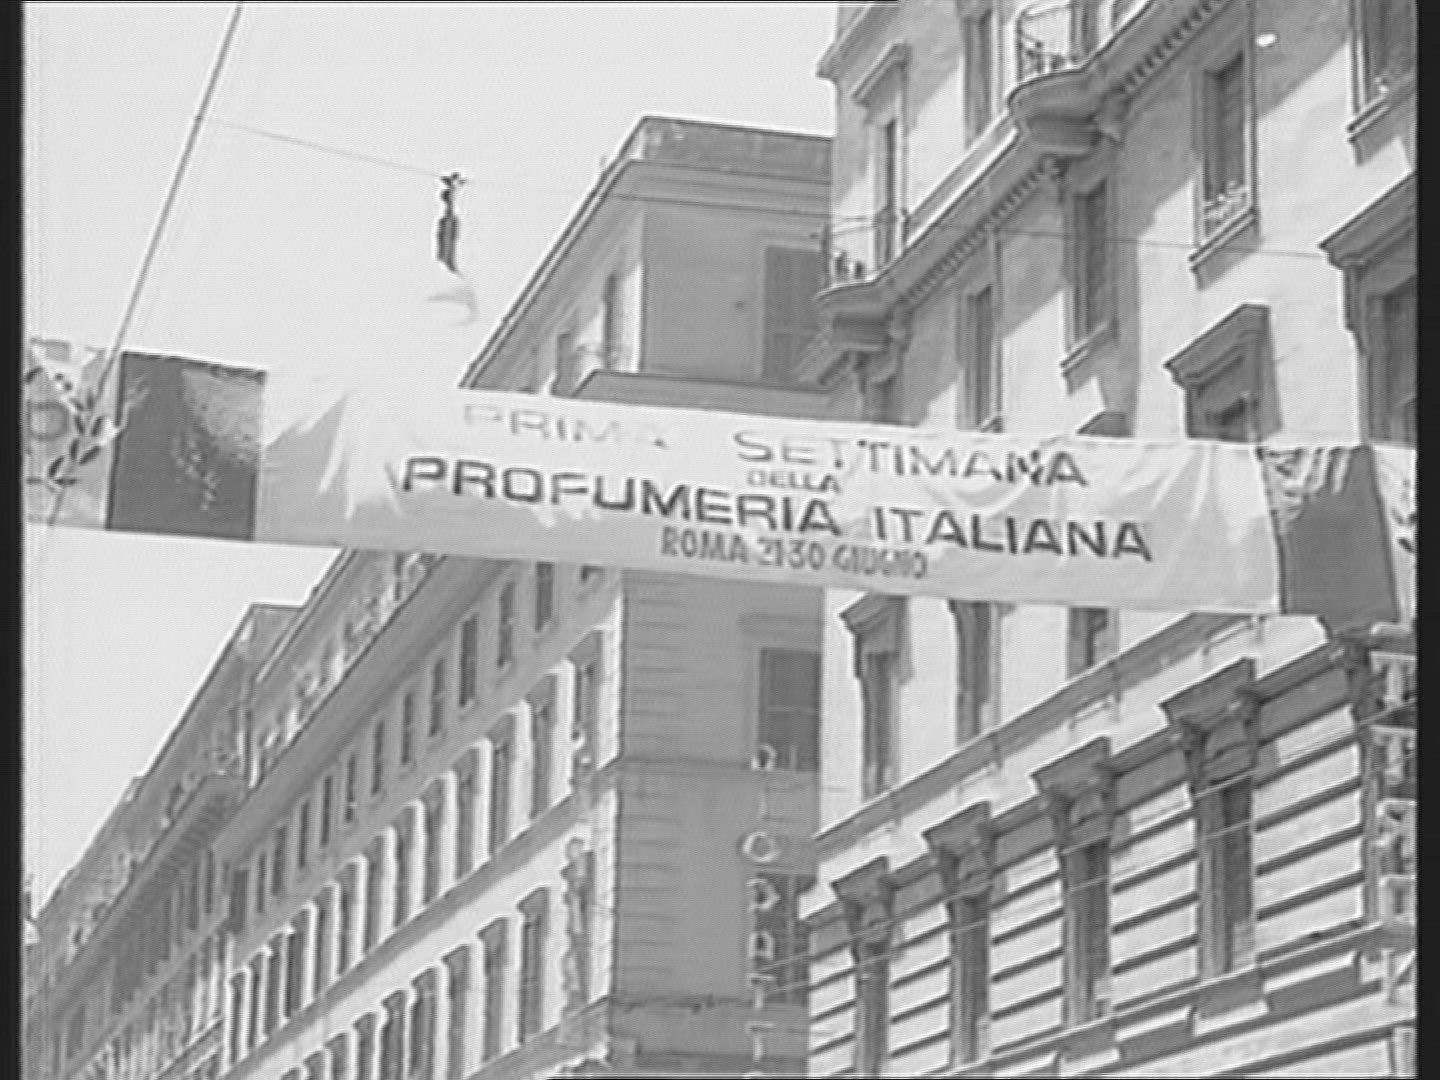 PRIMA SETTIMANA
DELLA
PROFUMERIA ITALIANA
ROMA 21-30 GIUGNO